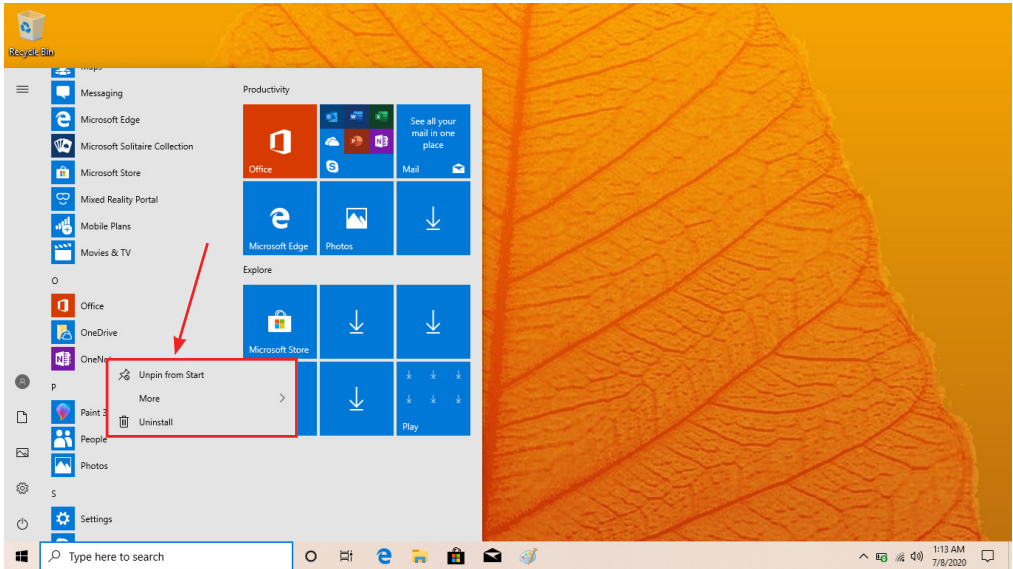 Recycle Bin
Maps
Messaging
Microsoft Edge
Microsoft Solitaire Collection
Microsoft Store
Mixed Reality Portal
Mobile Plans
Movies & TV
O
Office
OneDrive
OneNot
P
Paint 3
People
Photos
S
Settings
Productivity
Office
See all your
mail in one
place
Mail
Microsoft Edge
Photos
Explore
Microsoft Store
Play
Unpin from Start
More
Uninstall
Type here to search
1:13 AM
7/8/2020